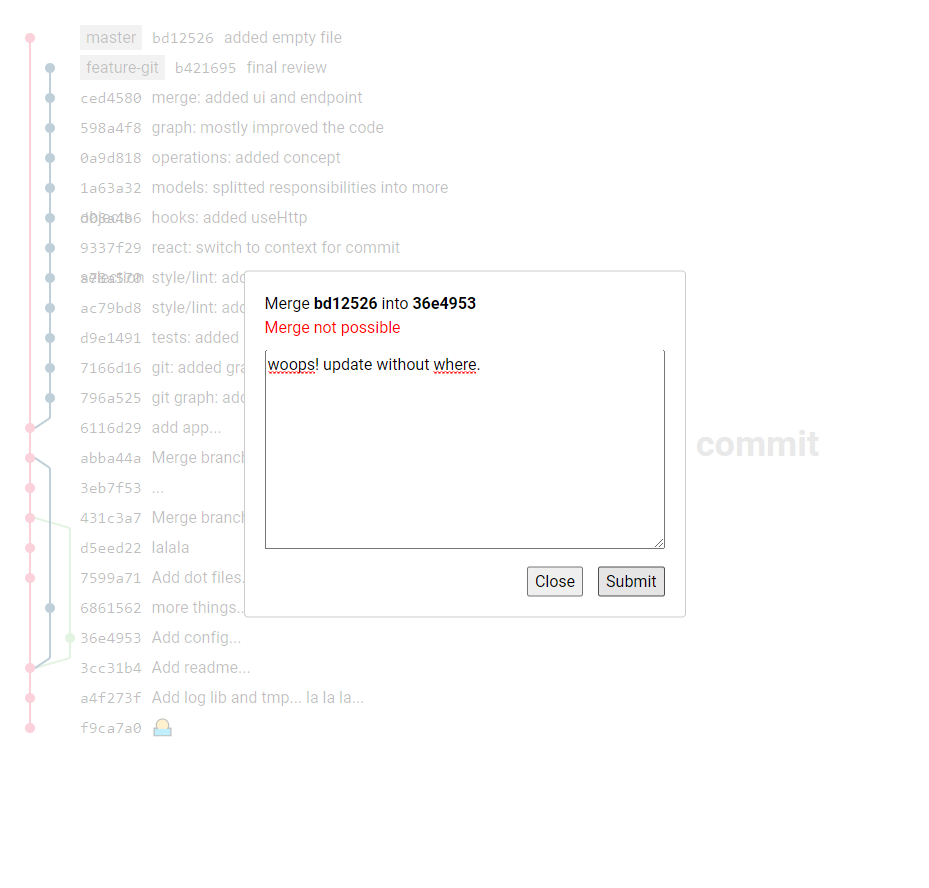 master bd12526 added empty file
feature-git b421695 final review
ced4580 merge: added ui and endpoint
598a4f8 graph: mostly improved the code
0a9d818 operations: added concept
1a63a32 models: splitted responsibilities into more
objects
hooks: added useHttp
9337f29 react: switch to context for commit
selection
style/lint: add
ac79bd8 style/lint: add
d9e1491 tests: added
7166d16 git: added gra
796a525 git graph: add
6116d29 add app...
abba44a Merge branch
3eb7f53 ...
431c3a7 Merge branch
d5eed22 lalala
7599a71 Add dot files.
6861562 more things..
36e4953 Add config...
3cc31b4 Add readme...
a4f273f Add log lib and tmp... la la la...
f9ca7a0
Merge bd12526 into 36e4953
Merge not possible
woops! update without where.
Close Submit
commit